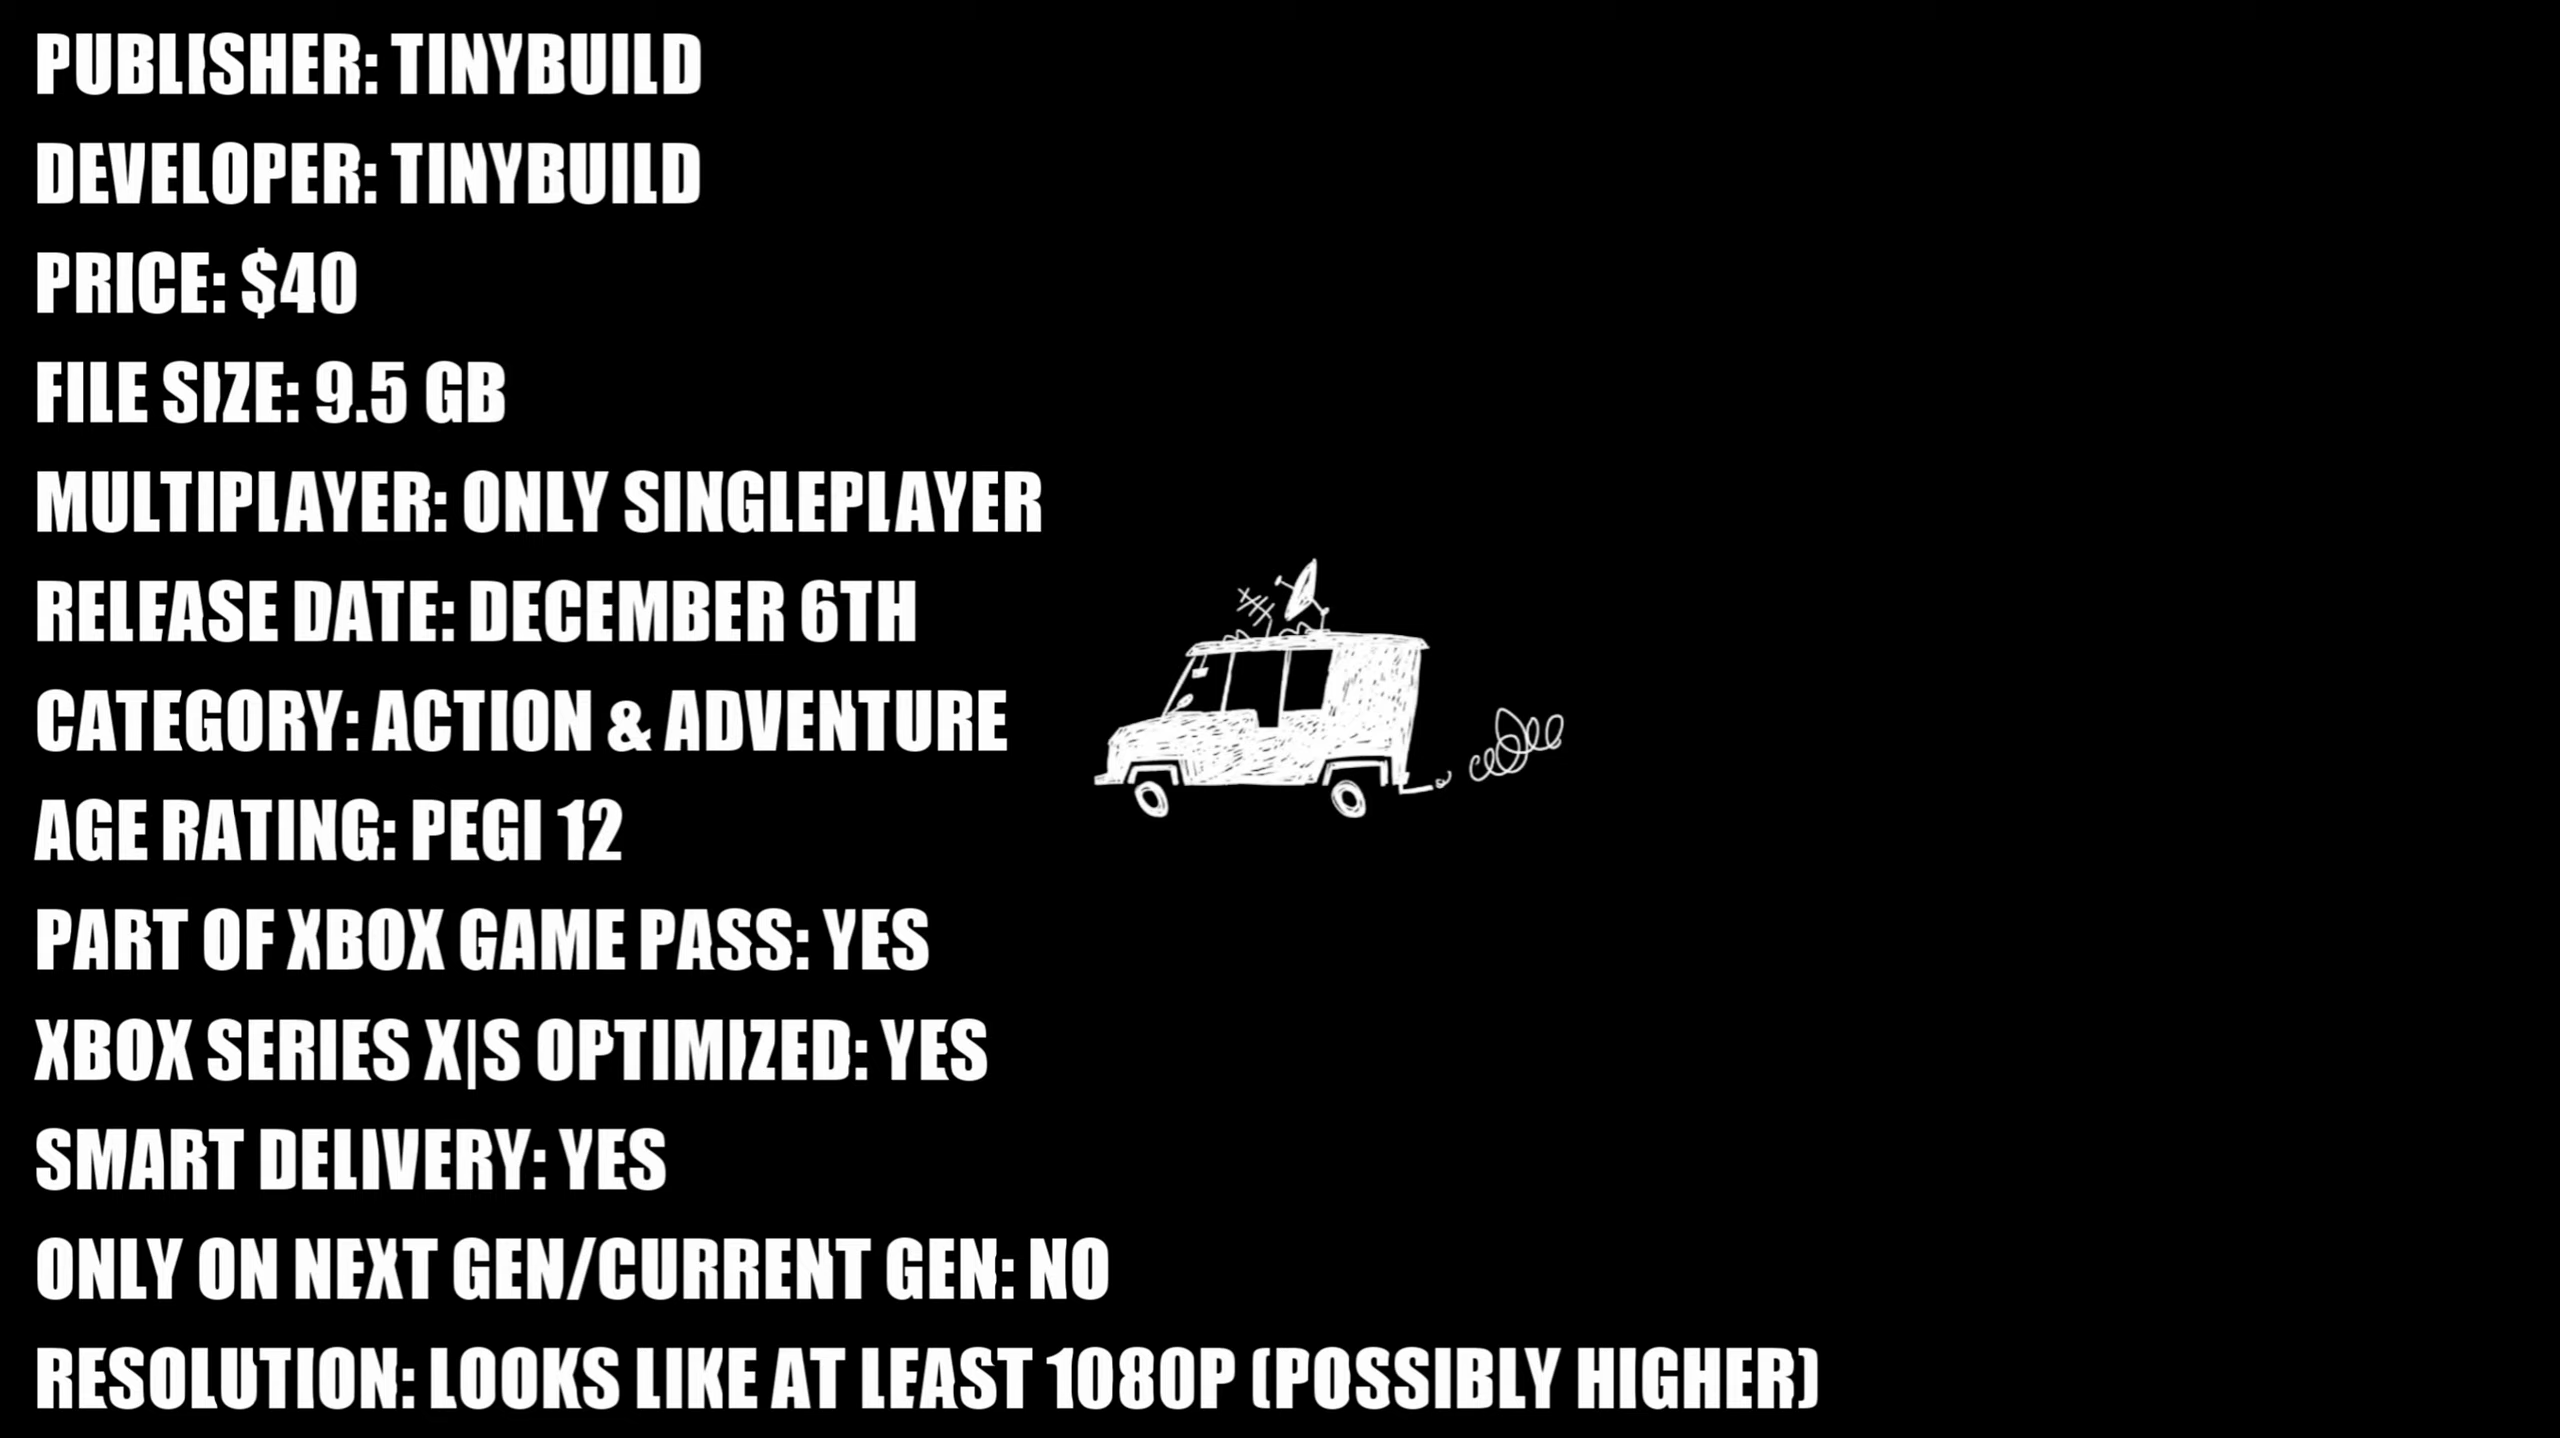 PUBLISHER: TINYBUILD
DEVELOPER: TINYBUILD
PRICE: $40
FILE SIZE: 9.5 GB
MULTIPLAYER: ONLY SINGLEPLAYER
RELEASE DATE: DECEMBER 6TH
CATEGORY: ACTION & ADVENTURE
AGE RATING: PEGI 12
PART OF XBOX GAME PASS: YES
XBOX SERIES X|S OPTIMIZED: YES
SMART DELIVERY: YES
ONLY ON NEXT GEN/CURRENT GEN: NO
RESOLUTION: LOOKS LIKE AT LEAST 1080P (POSSIBLY HIGHER)